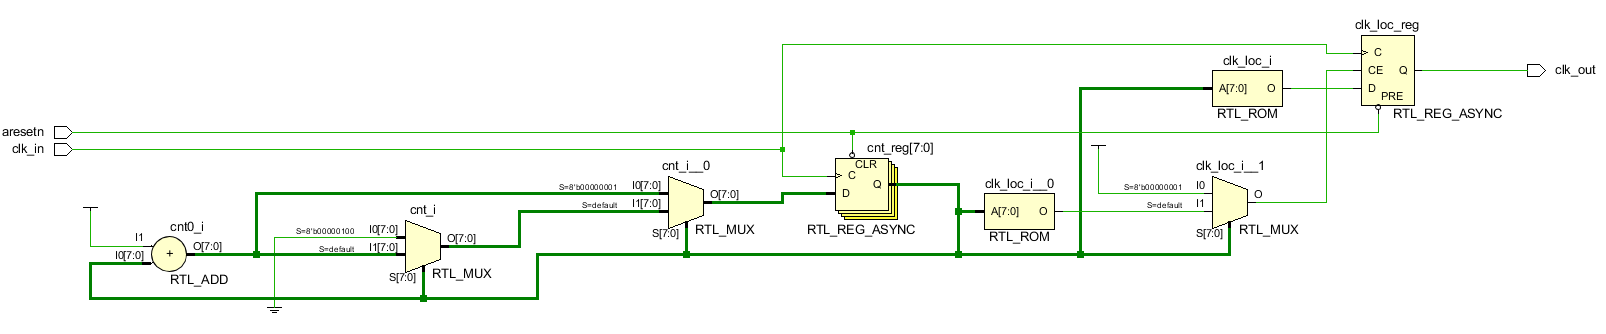 clk_loc_reg
C
CE
Q
D
PRE
RTL_REG_ASYNC
clk_out
clk_loc_i
A[7:0]
O
RTL_ROM
aresetn
clk_in
cnt_reg[7:0]
CLR
C
D
Q
RTL_REG_ASYNC
cnt_i__0
S=8'b00000001
I0[7:0]
S=default
I1[7:0]
O[7:0]
S[7:0]
RTL_MUX
clk_loc_i__0
A[7:0]
O
RTL_ROM
clk_loc_i__1
S=8'b00000001
I0
S=default
I1
O
S[7:0]
RTL_MUX
cnt_i
S=8'b00000100
I0[7:0]
S=default
I1[7:0]
O[7:0]
S[7:0]
RTL_MUX
cnt0_i
I1
I0[7:0]
+
O[7:0]
RTL_ADD